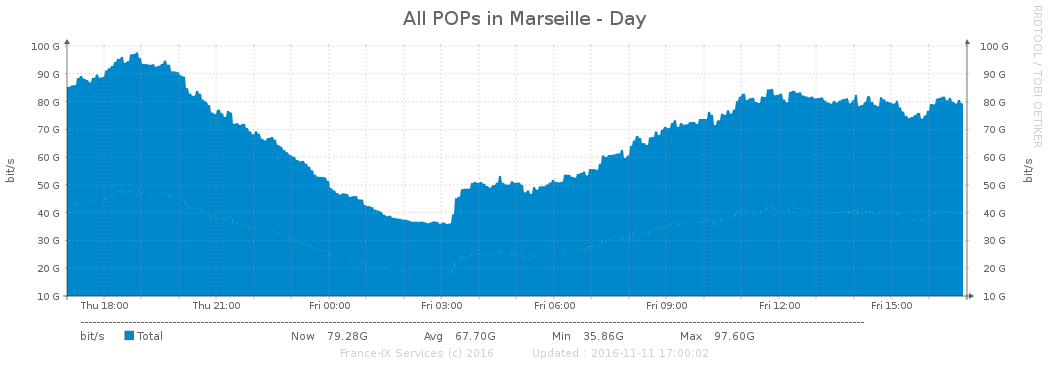 All POPs in Marseille - Day
RRDTOOL / TOBI OETIKER
bit/s
100 G 100 G
90 G 90 G
80 G 80 G
70 G 70 G
60 G 60 G
50 G 50 G
40 G 40 G
30 G 30 G
20 G 20 G
10 G 10 G
bit/s
Thu 18:00 Thu 21:00 Fri 00:00 Fri 03:00 Fri 06:00 Fri 09:00 Fri 12:00 Fri 15:00
bit/s Total Now 79.28G Avg 67.70G Min 35.86G Max 97.60G
France-IX Services (c) 2016 Updated : 2016-11-11 17:00:02